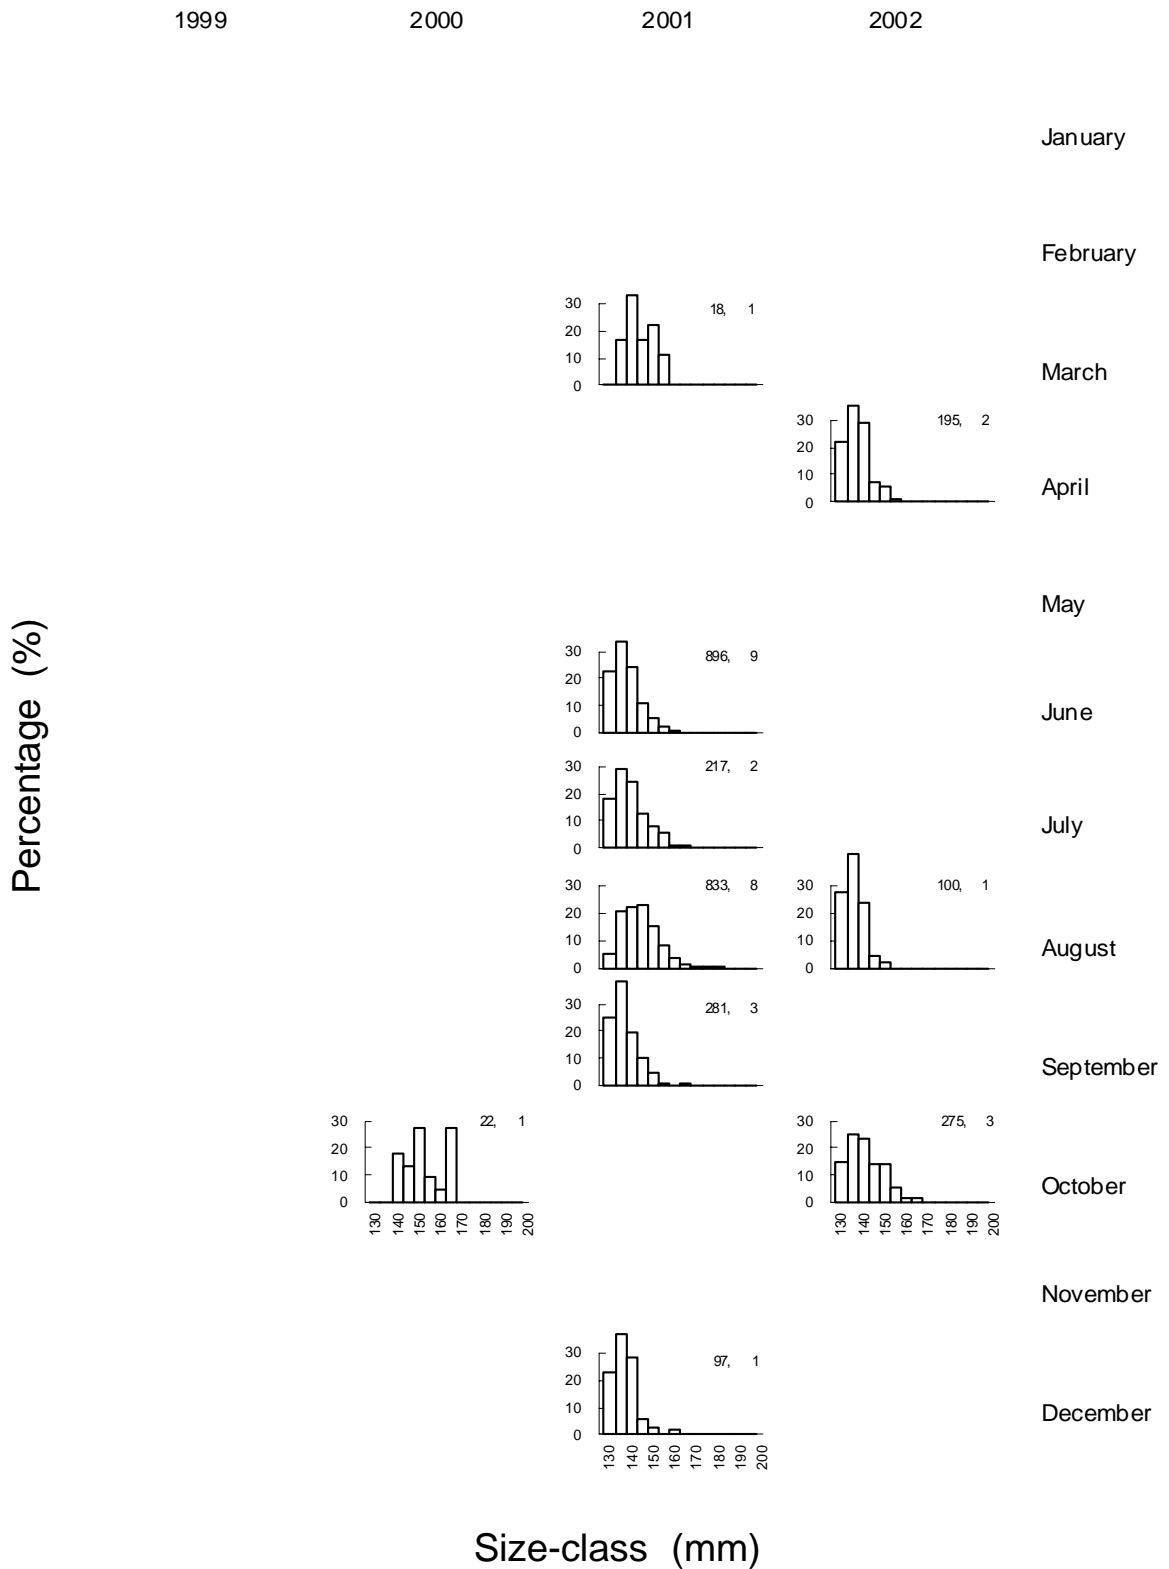 1999 2000 2001 2002
January
February
30 18, 1
20
10
0
March
30 195, 2
20
10
0
April
May
30 896, 9
20
10
0
June
30 217, 2
20
10
0
July
30 833, 8 30 100, 1
20 20
10 10
0 0
August
30 281, 3
20
10
0
September
30 22, 1 30 275, 3
20 20
10 10
0 0
October
130 140 150 160 170 180 190 200 130 140 150 160 170 180 190 200
November
30 97, 1
20
10
0
December
130 140 150 160 170 180 190 200
Percentage (%)
Size-class (mm)